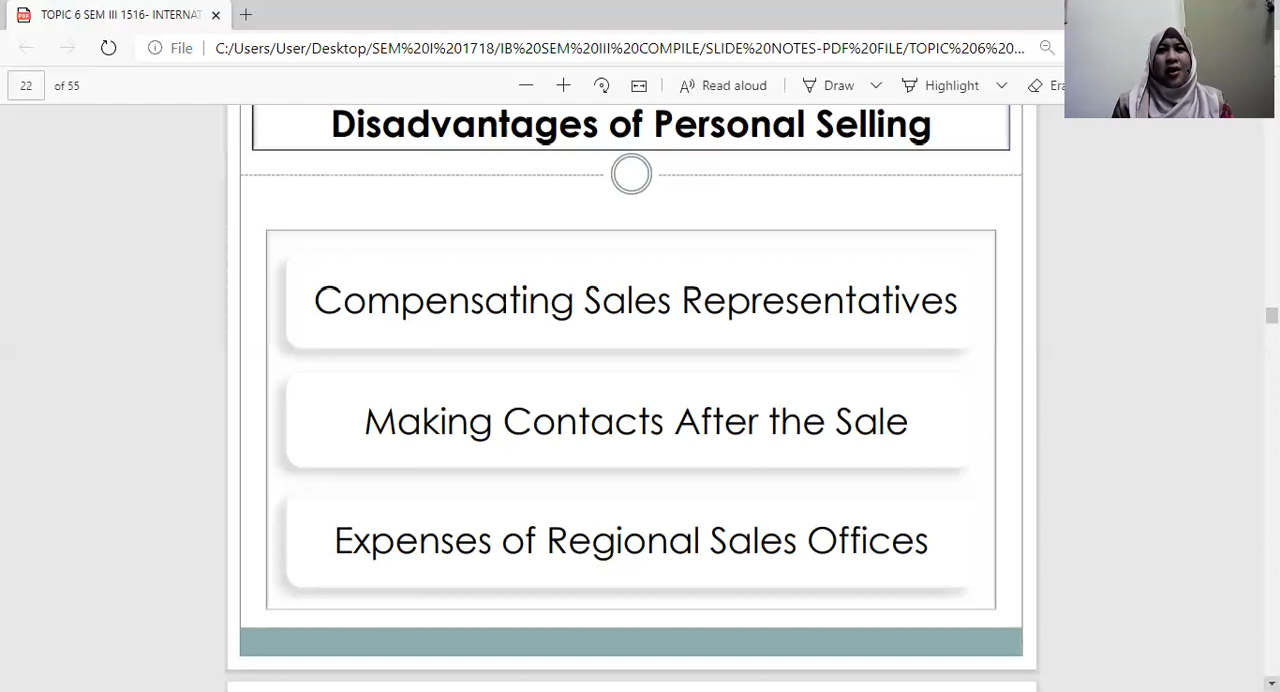 TOPIC 6 SEM III 1516- INTERNAT
File
C:/Users/User/Desktop/SEM%20I%201718/IB%20SEM%20III%20COMPILE/SLIDE%20NOTES-PDF%20FILE/TOPIC%206%20...
22 of 55
Read aloud
Draw
Highlight
Era
Disadvantages of Personal Selling
Compensating Sales Representatives
Making Contacts After the Sale
Expenses of Regional Sales Offices